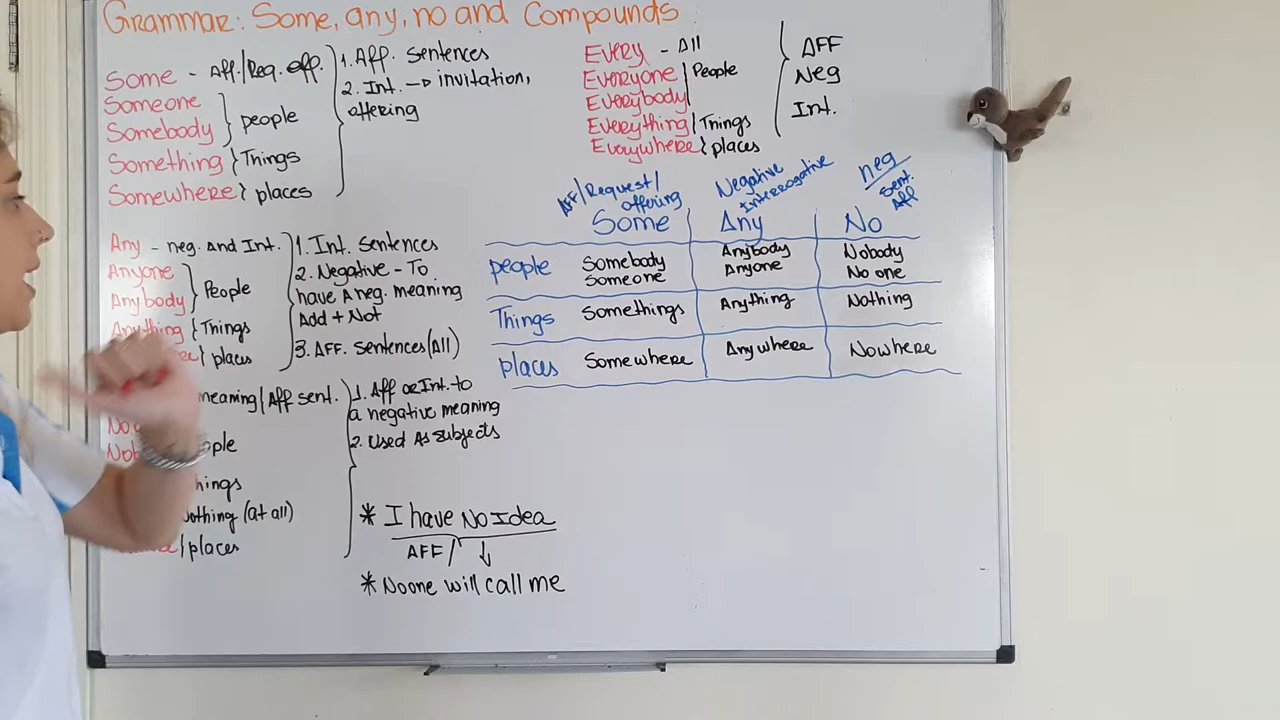 Grammar: Some, any, no and Compounds
Some - Aff./Req. off.
Someone
Somebody
people
Something Things
Somewhere places
1. Aff. Sentences
2. Int. → invitation,
offering
Every - All
Everyone
Everybody
People
Everything Things
Everywhere places
AFF
Neg
Int.
Any - neg. and Int.
Anyone
Anybody
People
Anything Things
places
1. Int. Sentences
2. Negative - To
have A neg. meaning
Add + Not
3. AFF. Sentences (All)
meaning/Aff sent.
hings
othing (at all)
/places
1. Aff or Int. to
a negative meaning
2. Used As subjects
* I have No Idea
AFF/ ↓
* Noone will call me
AFF/Request/
offering
Negative
Interrogative
neg
Sent.
Aff
Some Any No
people Somebody Anybody Nobody
Someone Anyone No one
Things Somethings Anything Nothing
places Somewhere Anywhere Nowhere